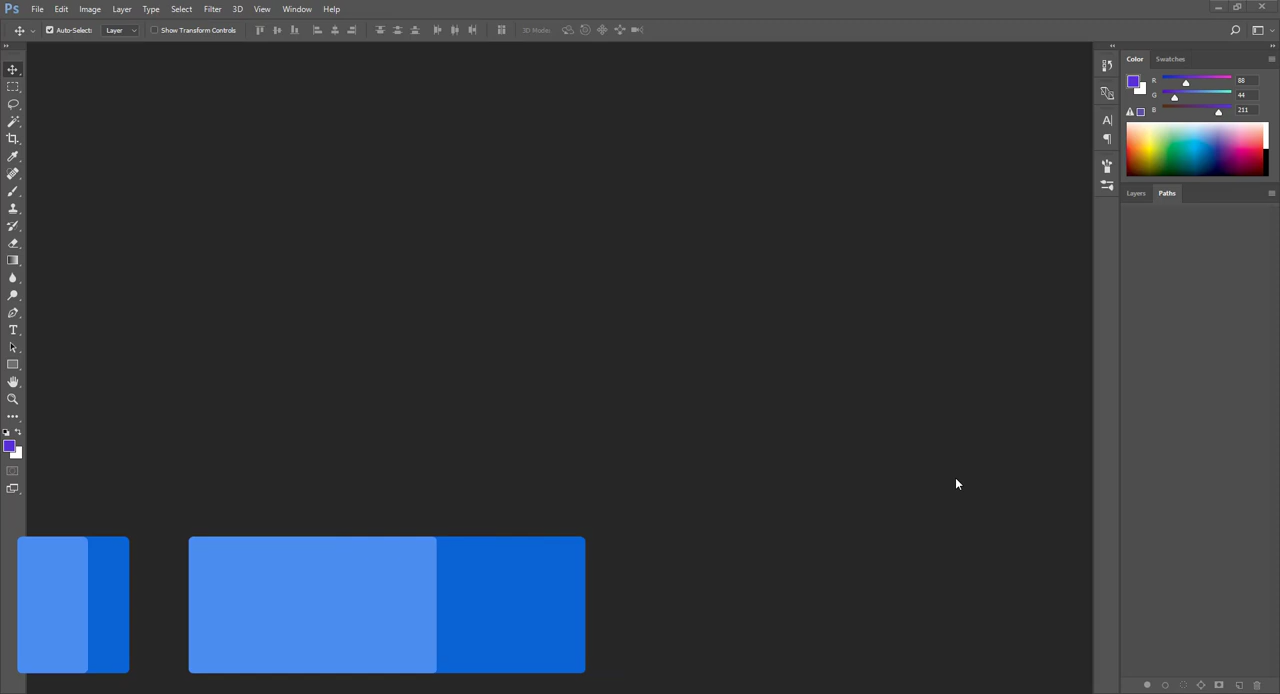 Ps File Edit Image Layer Type Select Filter 3D View Window Help
Auto-Select: Layer Show Transform Controls 3D Mode:
Color Swatches
R 88
G 44
B 211
Layers Paths